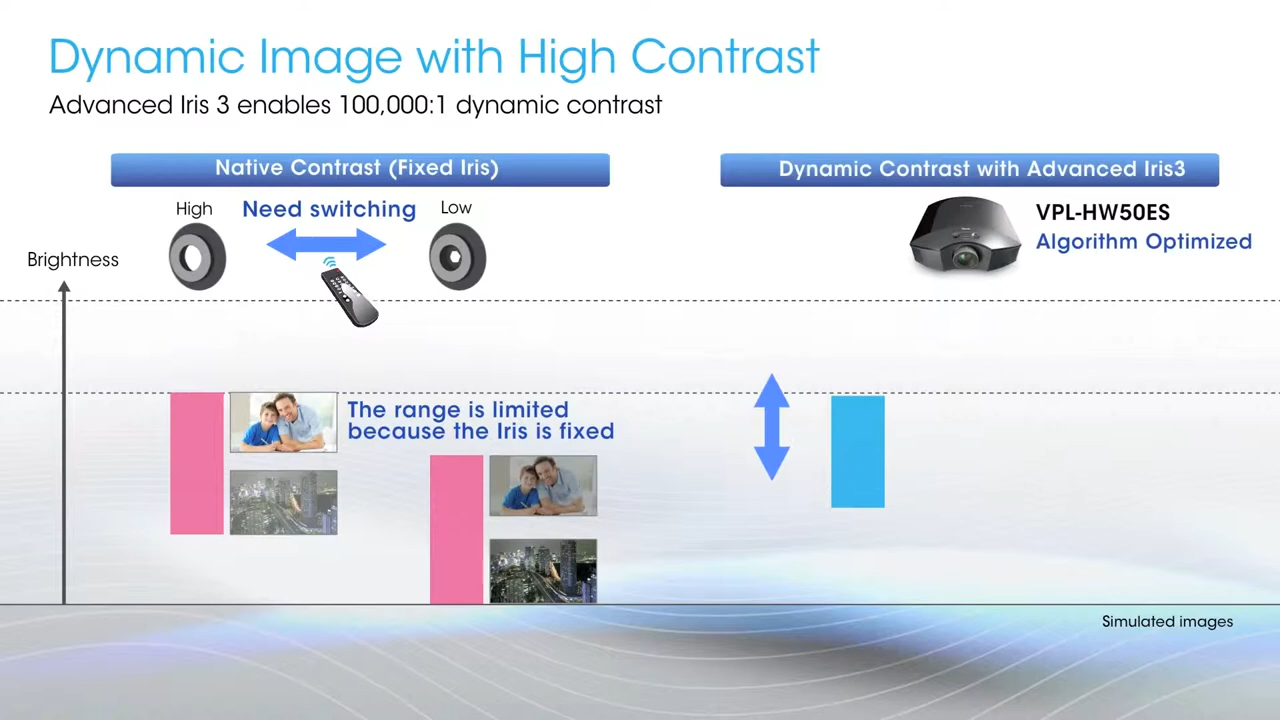 Dynamic Image with High Contrast
Advanced Iris 3 enables 100,000:1 dynamic contrast
Native Contrast (Fixed Iris)
Dynamic Contrast with Advanced Iris3
High
Need switching
Low
VPL-HW50ES
Algorithm Optimized
Brightness
The range is limited
because the Iris is fixed
Simulated images